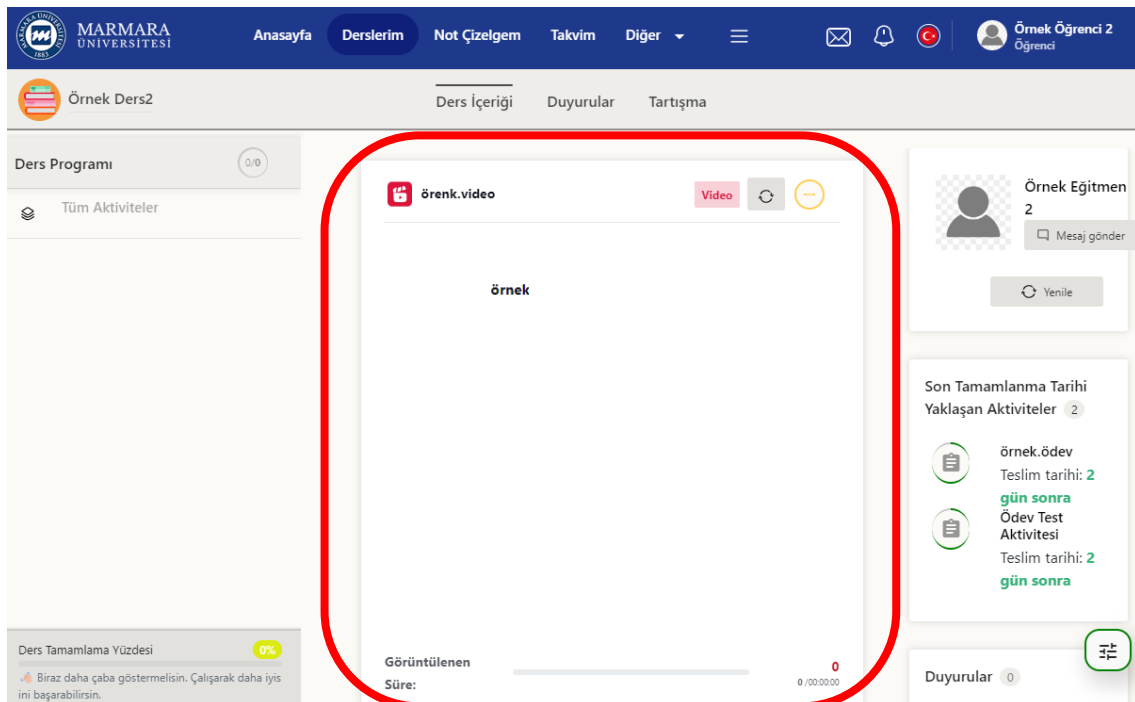 MARMARA
ÜNİVERSİTESİ
Anasayfa
Derslerim
Not Çizelgem
Takvim
Diğer
Örnek Öğrenci 2
Öğrenci
Örnek Ders2
Ders İçeriği
Duyurular
Tartışma
Ders Programı
0/0
Tüm Aktiviteler
Ders Tamamlama Yüzdesi
0%
Biraz daha çaba göstermelisin. Çalışarak daha iyis
ini başarabilirsin.
örenk.video
Video
örnek
Görüntülenen
Süre:
0
0 /00:00:00
Örnek Eğitmen
2
Mesaj gönder
Yenile
Son Tamamlanma Tarihi
Yaklaşan Aktiviteler 2
örnek.ödev
Teslim tarihi: 2
gün sonra
Ödev Test
Aktivitesi
Teslim tarihi: 2
gün sonra
Duyurular 0